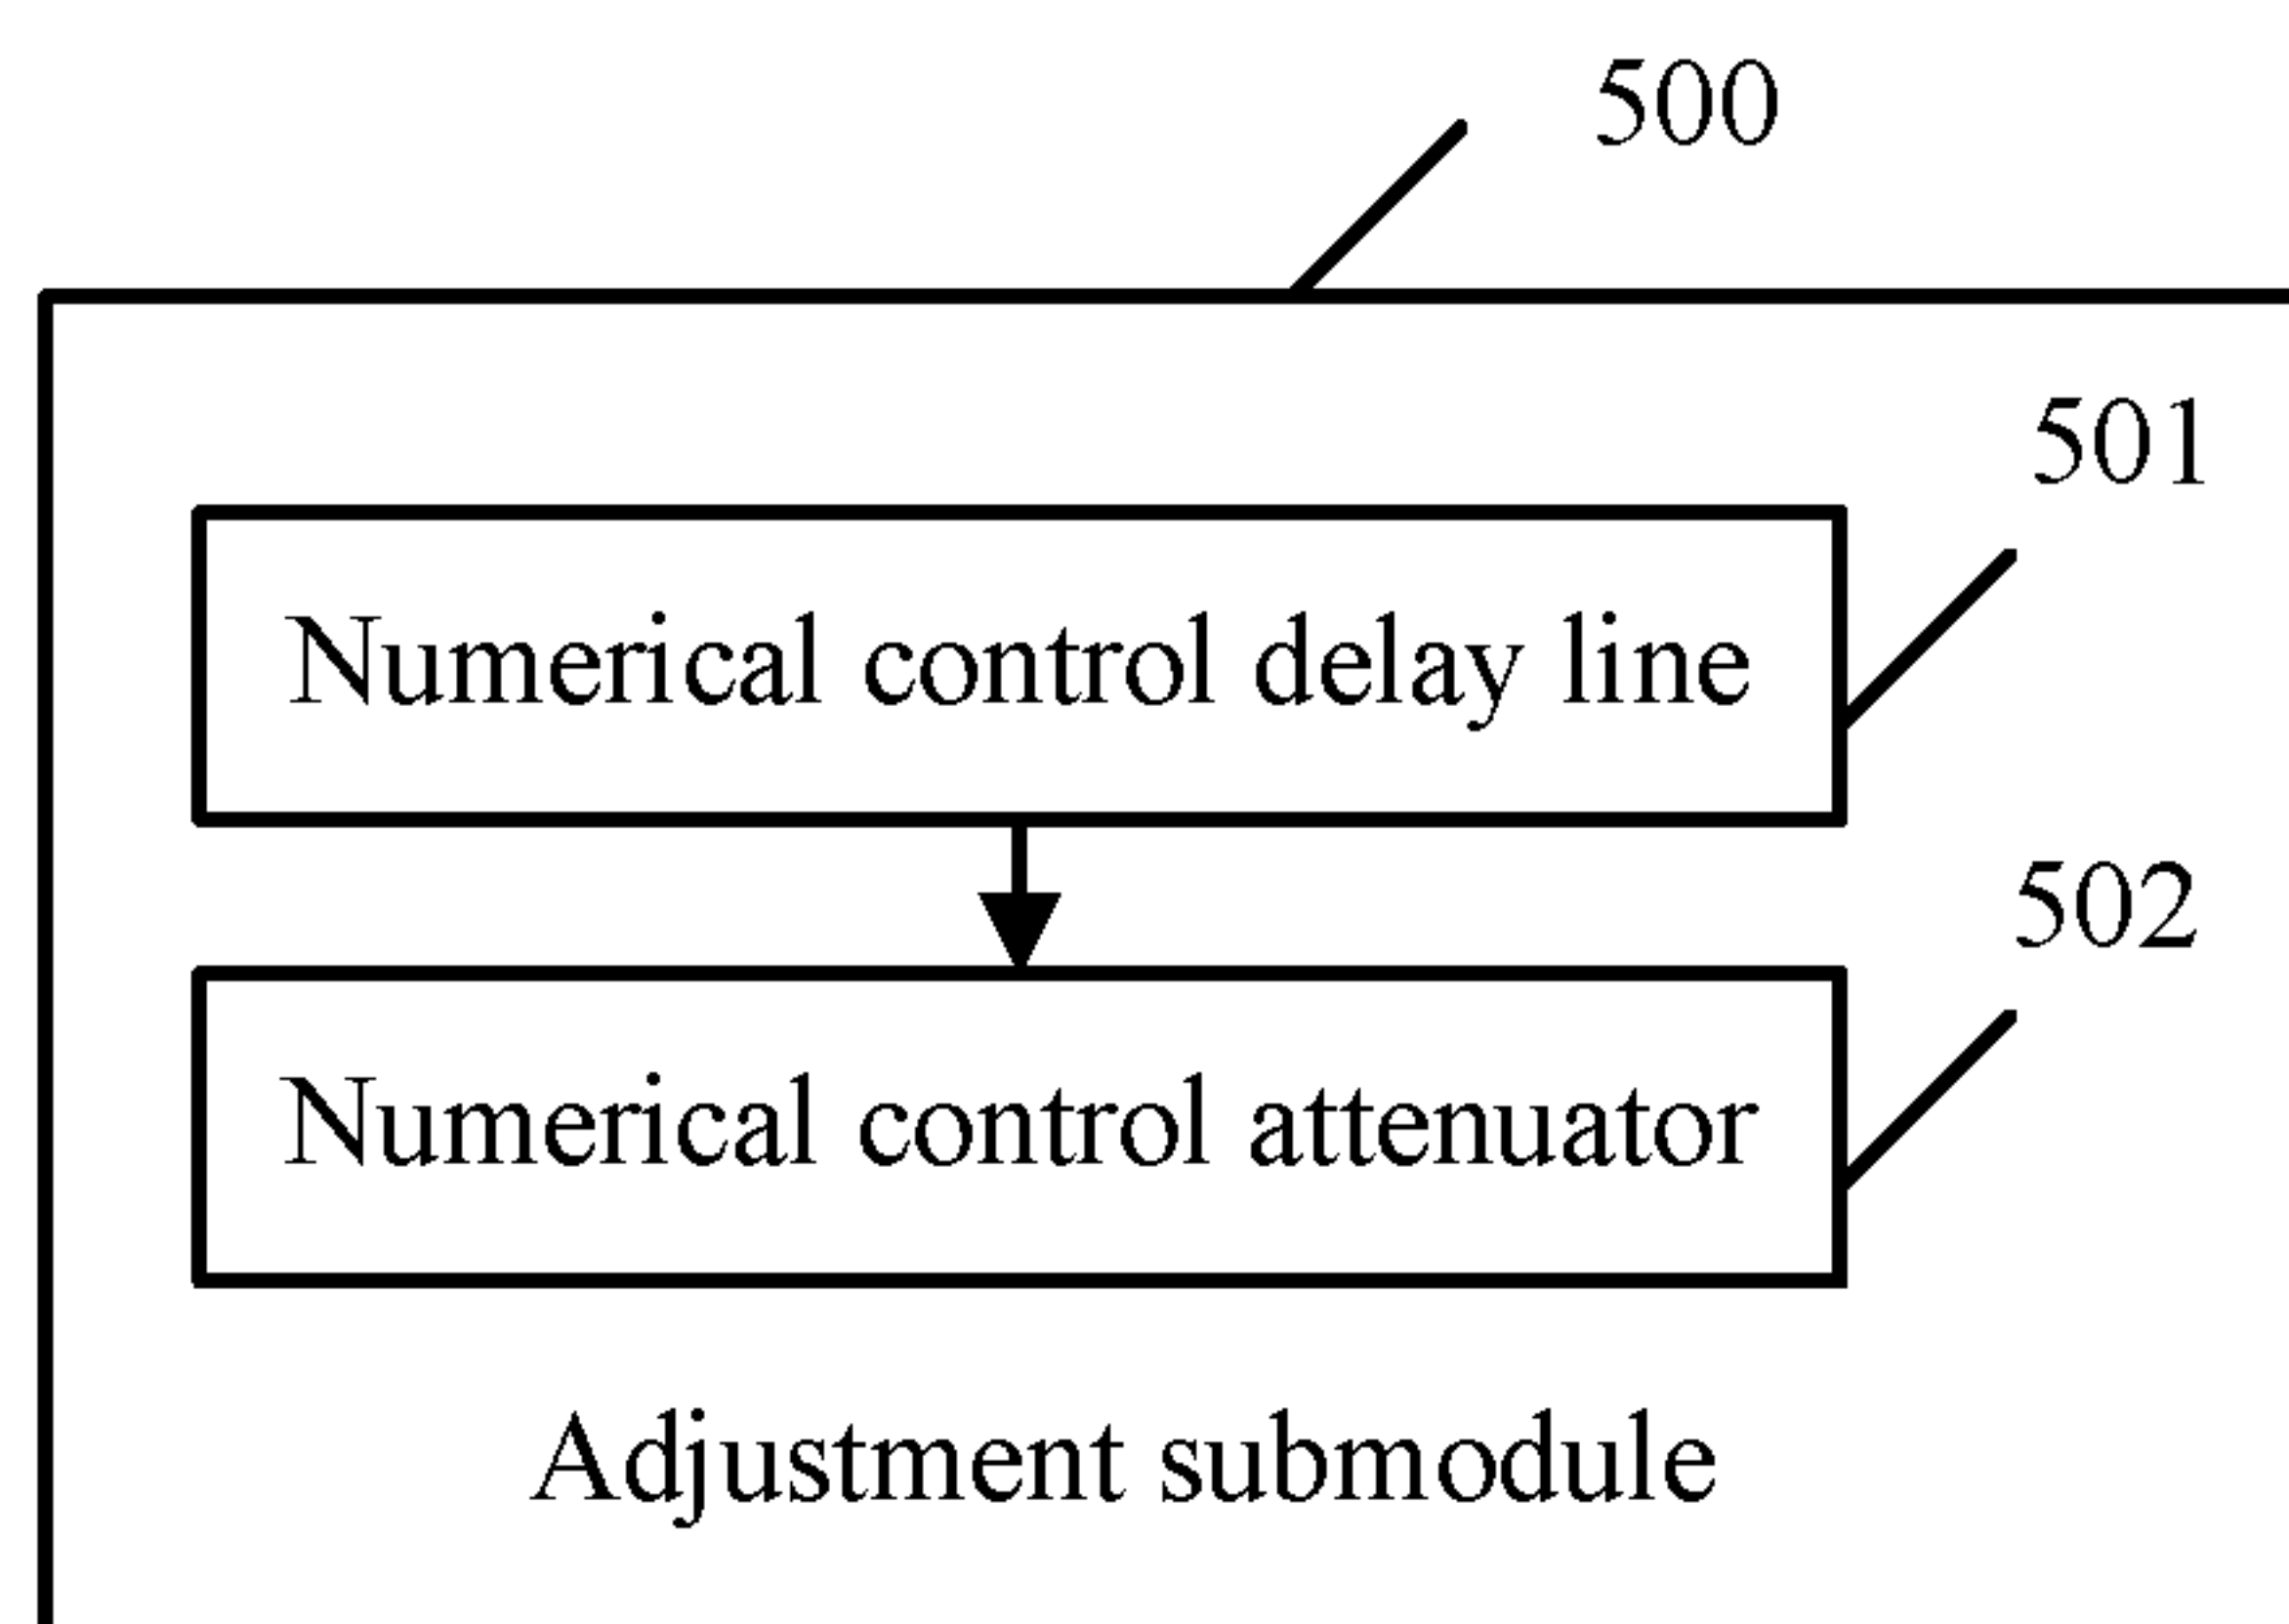 500
501
Numerical control delay line
502
Numerical control attenuator
Adjustment submodule